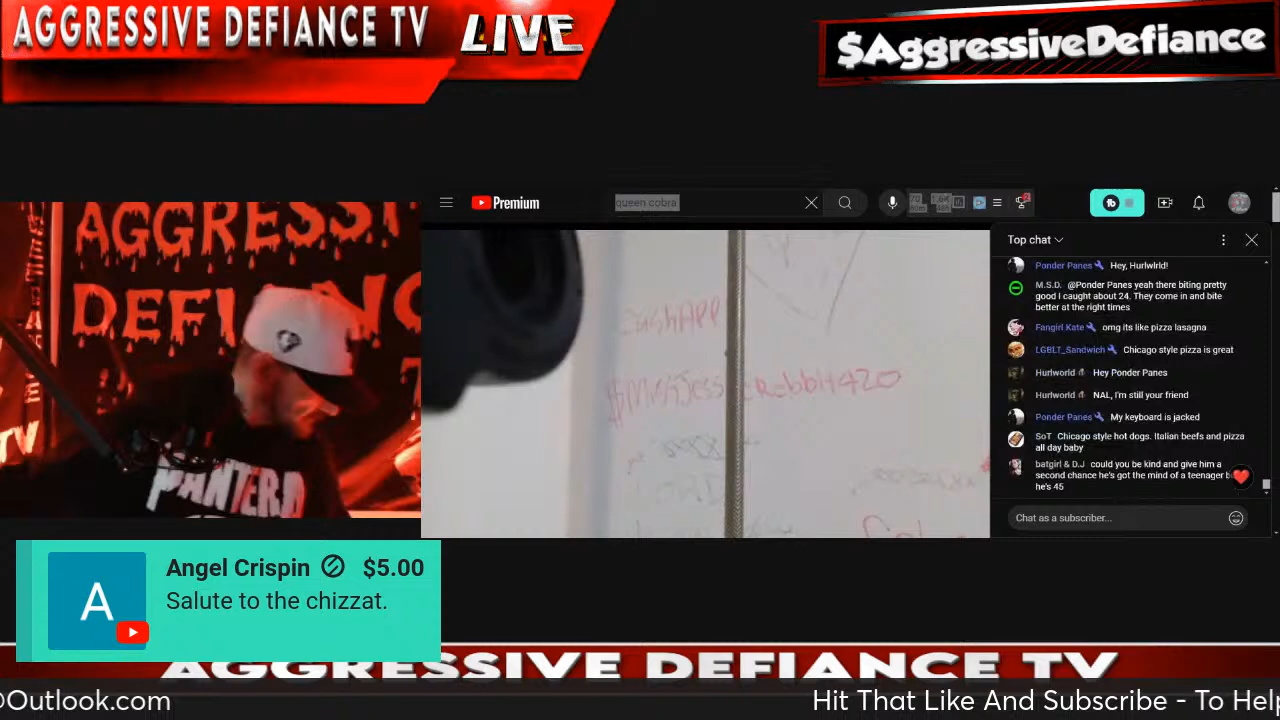 AGGRESSIVE DEFIANCE TV LIVE
$AggressiveDefiance
Premium
queen cobra
AGGRESSI
DEFI
TV
PANTERA
Top chat
Ponder Panes Hey, Hurlwlrld!
M.S.D. @Ponder Panes yeah there biting pretty
good I caught about 24. They come in and bite
better at the right times
Fangirl Kate omg its like pizza lasagna
LGBLT_Sandwich Chicago style pizza is great
Hurlworld Hey Ponder Panes
Hurlworld NAL, I'm still your friend
Ponder Panes My keyboard is jacked
SoT Chicago style hot dogs. Italian beefs and pizza
all day baby
batgirl & D.J could you be kind and give him a
second chance he's got the mind of a teenager b
he's 45
Chat as a subscriber...
A
Angel Crispin $5.00
Salute to the chizzat.
AGGRESSIVE DEFIANCE TV
@Outlook.com
Hit That Like And Subscribe - To Help